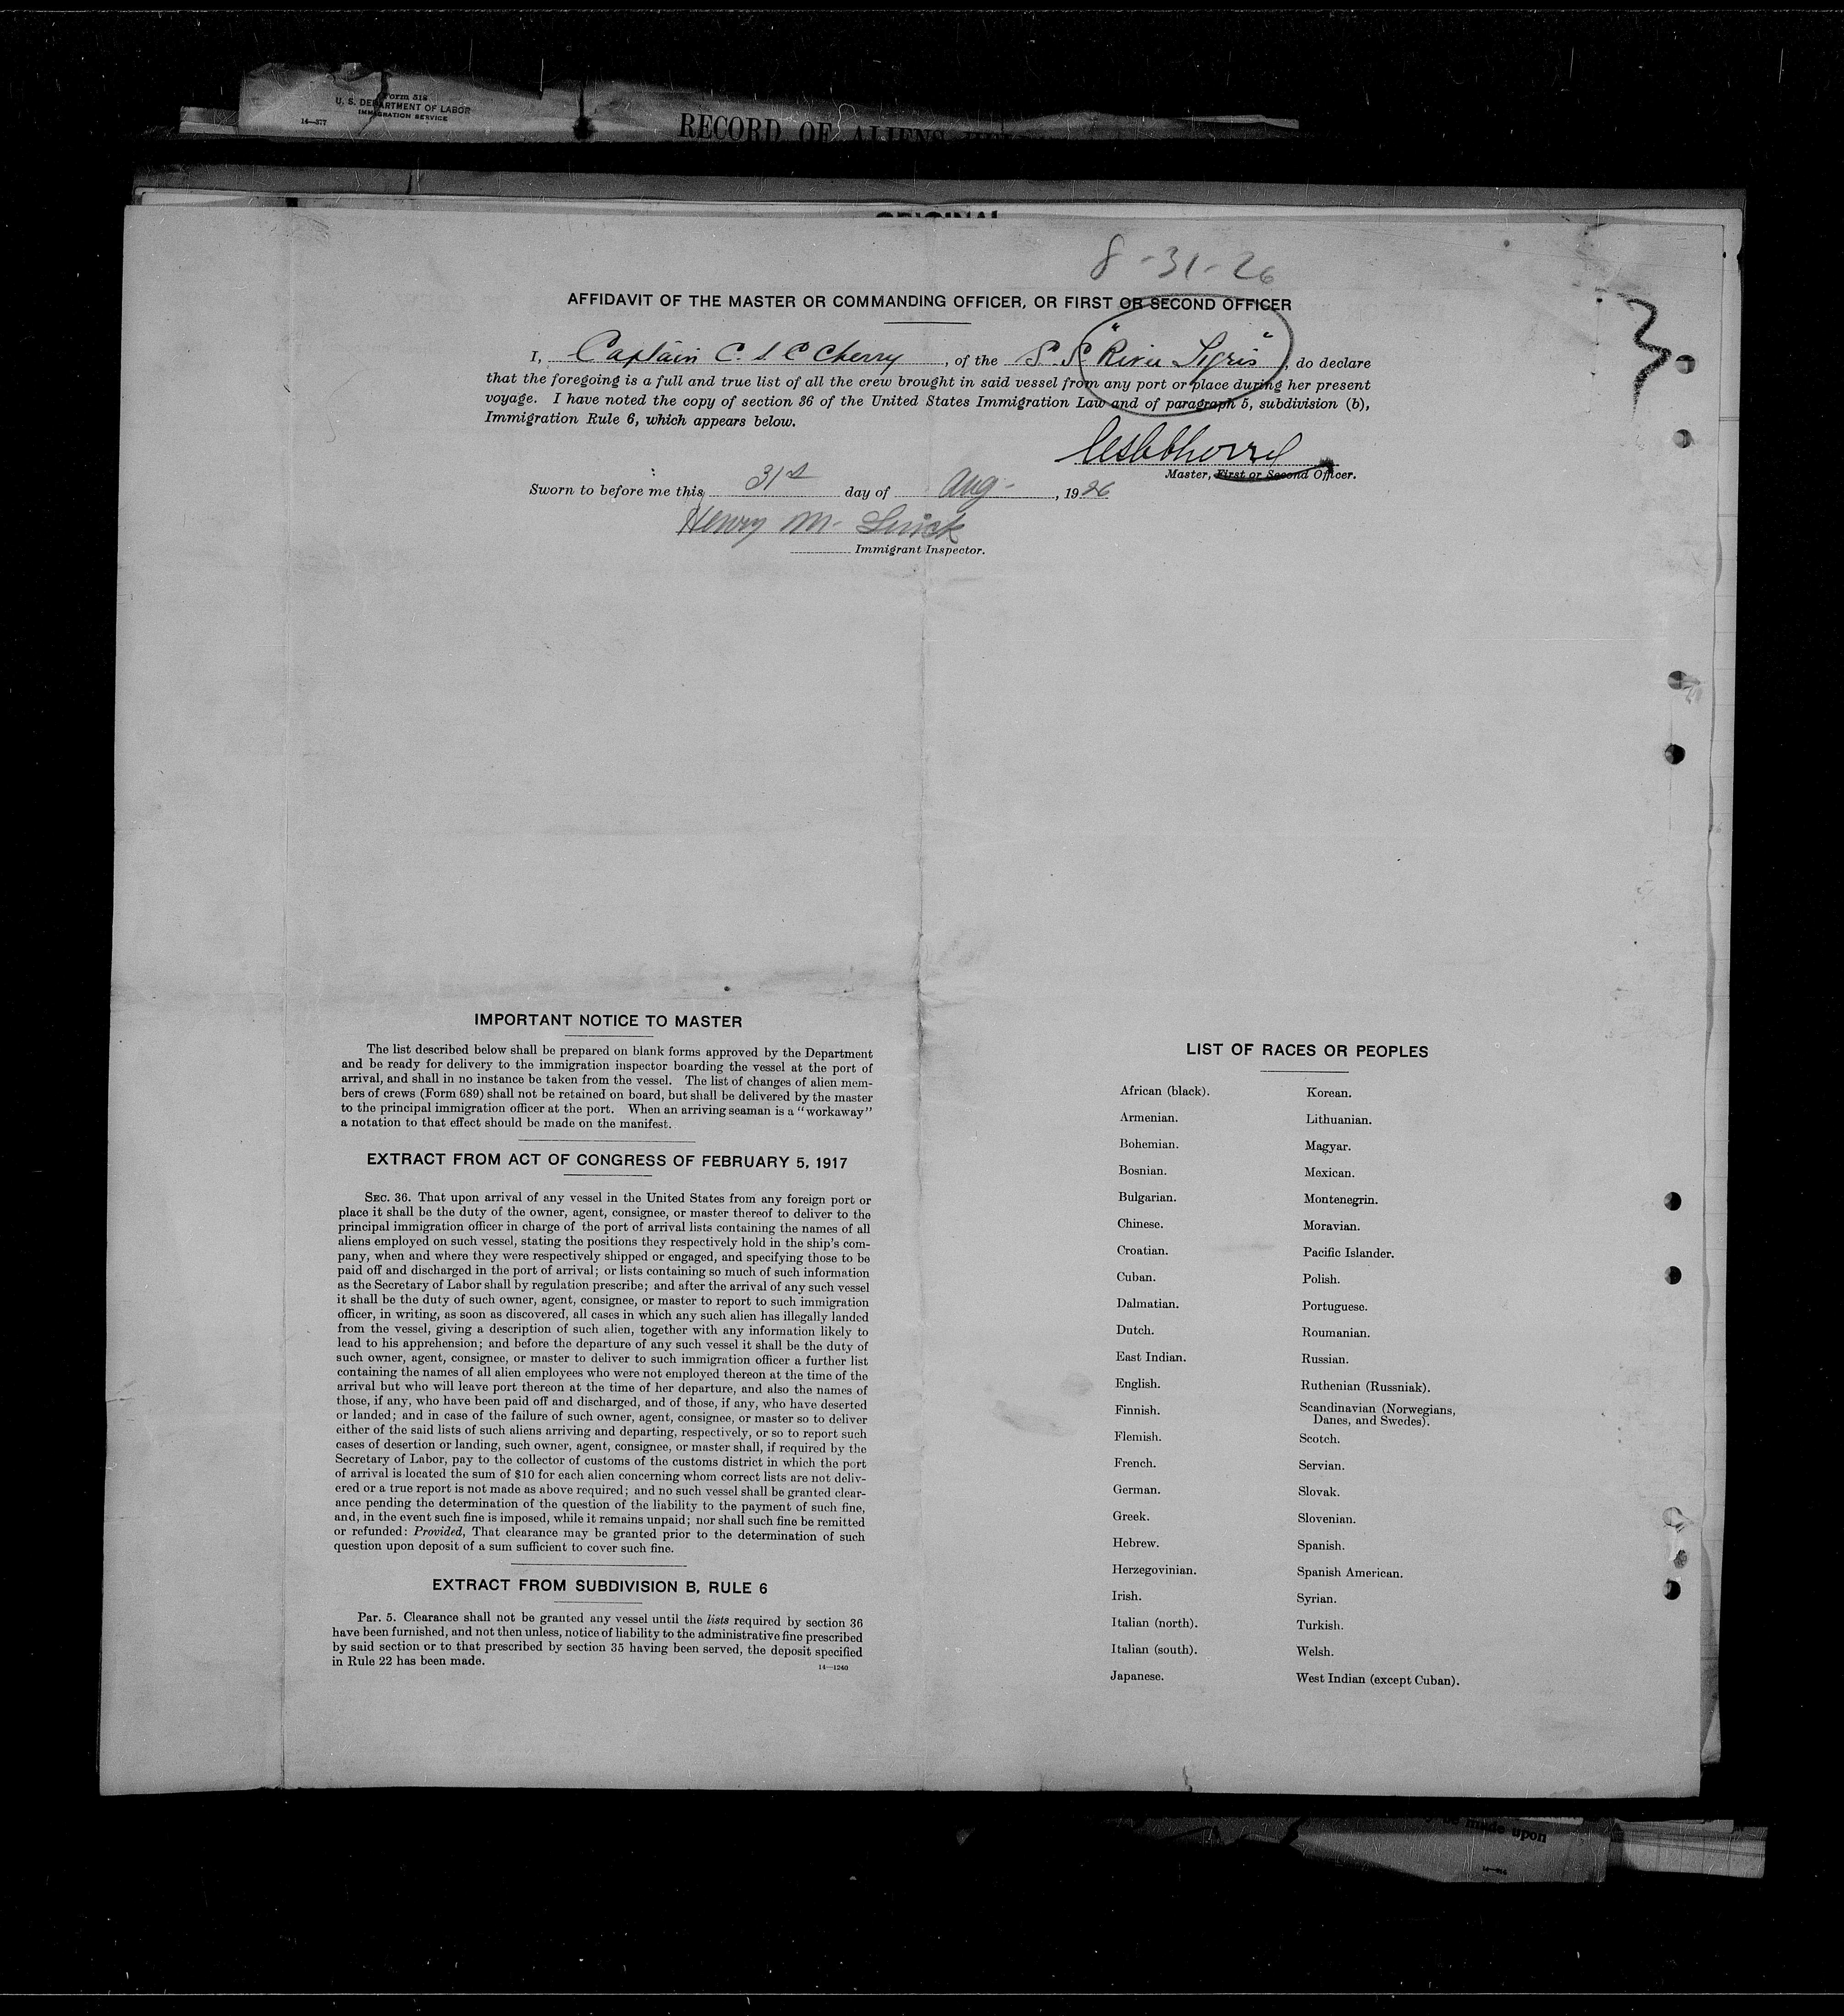 Form 518
U. S. DEPARTMENT OF LABOR
IMMIGRATION SERVICE
14—377
RECORD OF ALIENS
ORIGINAL
8-31-26
3
AFFIDAVIT OF THE MASTER OR COMMANDING OFFICER, OR FIRST OR SECOND OFFICER
I, Captain C. S C Cherry, of the S. S. "River Tigris", do declare
that the foregoing is a full and true list of all the crew brought in said vessel from any port or place during her present
voyage. I have noted the copy of section 36 of the United States Immigration Law and of paragraph 5, subdivision (b),
Immigration Rule 6, which appears below.
Master, First or Second Officer.
Sworn to before me this 31st day of Aug-, 1926
Henry M.
Immigrant Inspector.
IMPORTANT NOTICE TO MASTER
The list described below shall be prepared on blank forms approved by the Department
and be ready for delivery to the immigration inspector boarding the vessel at the port of
arrival, and shall in no instance be taken from the vessel. The list of changes of alien mem-
bers of crews (Form 689) shall not be retained on board, but shall be delivered by the master
to the principal immigration officer at the port. When an arriving seaman is a "workaway"
a notation to that effect should be made on the manifest.
EXTRACT FROM ACT OF CONGRESS OF FEBRUARY 5, 1917
SEC. 36. That upon arrival of any vessel in the United States from any foreign port or
place it shall be the duty of the owner, agent, consignee, or master thereof to deliver to the
principal immigration officer in charge of the port of arrival lists containing the names of all
aliens employed on such vessel, stating the positions they respectively hold in the ship's com-
pany, when and where they were respectively shipped or engaged, and specifying those to be
paid off and discharged in the port of arrival; or lists containing so much of such information
as the Secretary of Labor shall by regulation prescribe; and after the arrival of any such vessel
it shall be the duty of such owner, agent, consignee, or master to report to such immigration
officer, in writing, as soon as discovered, all cases in which any such alien has illegally landed
from the vessel, giving a description of such alien, together with any information likely to
lead to his apprehension; and before the departure of any such vessel it shall be the duty of
such owner, agent, consignee, or master to deliver to such immigration officer a further list
containing the names of all alien employees who were not employed thereon at the time of the
arrival but who will leave port thereon at the time of her departure, and also the names of
those, if any, who have been paid off and discharged, and of those, if any, who have deserted
or landed; and in case of the failure of such owner, agent, consignee, or master so to deliver
either of the said lists of such aliens arriving and departing, respectively, or so to report such
cases of desertion or landing, such owner, agent, consignee, or master shall, if required by the
Secretary of Labor, pay to the collector of customs of the customs district in which the port
of arrival is located the sum of $10 for each alien concerning whom correct lists are not deliv-
ered or a true report is not made as above required; and no such vessel shall be granted clear-
ance pending the determination of the question of the liability to the payment of such fine,
and, in the event such fine is imposed, while it remains unpaid; nor shall such fine be remitted
or refunded: Provided, That clearance may be granted prior to the determination of such
question upon deposit of a sum sufficient to cover such fine.
EXTRACT FROM SUBDIVISION B, RULE 6
Par. 5. Clearance shall not be granted any vessel until the lists required by section 36
have been furnished, and not then unless, notice of liability to the administrative fine prescribed
by said section or to that prescribed by section 35 having been served, the deposit specified
in Rule 22 has been made.
14—1240
LIST OF RACES OR PEOPLES
African (black).
Armenian.
Bohemian.
Bosnian.
Bulgarian.
Chinese.
Croatian.
Cuban.
Dalmatian.
Dutch.
East Indian.
English.
Finnish.
Flemish.
French.
German.
Greek.
Hebrew.
Herzegovinian.
Irish.
Italian (north).
Italian (south).
Japanese.
Korean.
Lithuanian.
Magyar.
Mexican.
Montenegrin.
Moravian.
Pacific Islander.
Polish.
Portuguese.
Roumanian.
Russian.
Ruthenian (Russniak).
Scandinavian (Norwegians,
Danes, and Swedes).
Scotch.
Servian.
Slovak.
Slovenian.
Spanish.
Spanish American.
Syrian.
Turkish.
Welsh.
West Indian (except Cuban).
made upon